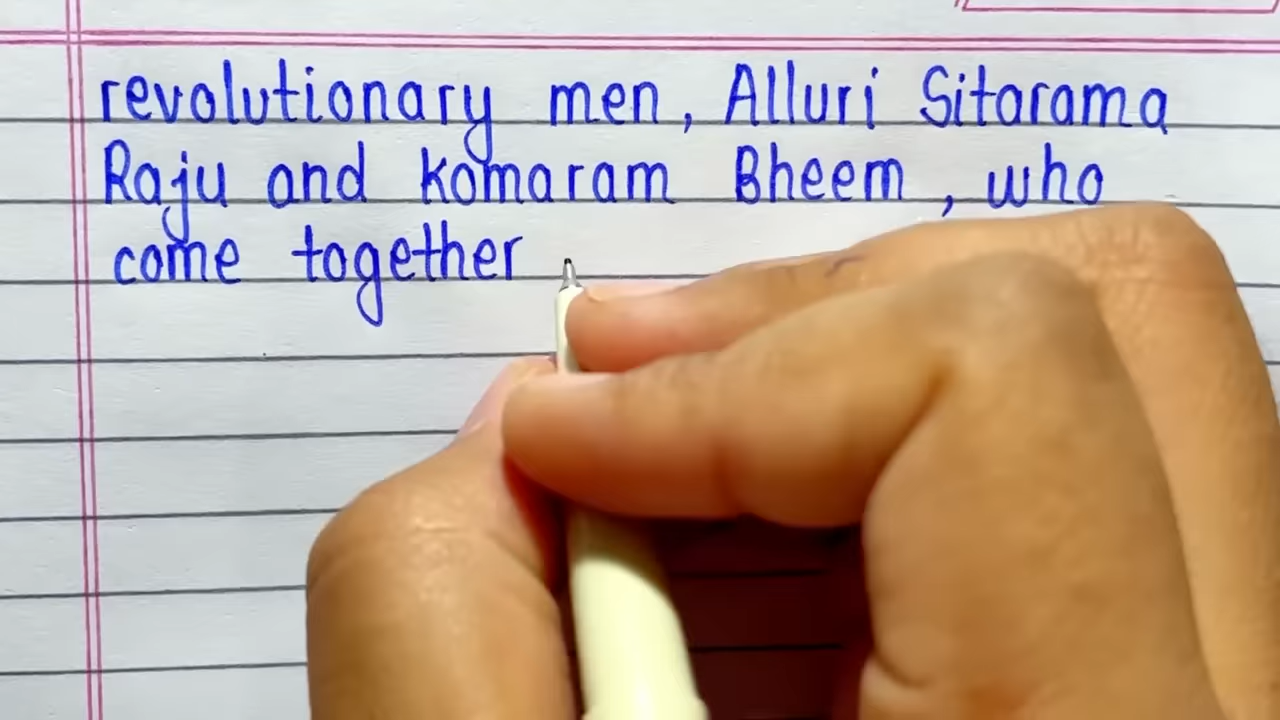 revolutionary men, Alluri Sitarama
Raju and Komaram Bheem, who
come together